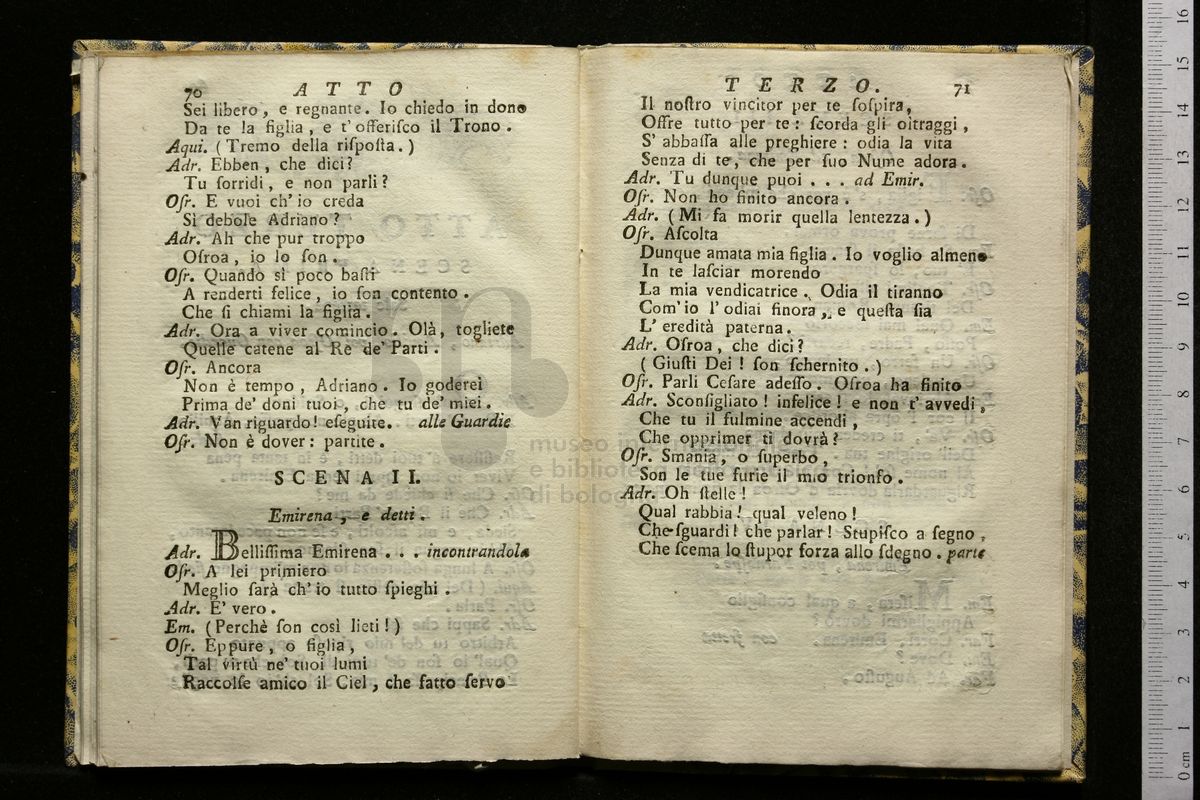 70 ATTO
Sei libero, e regnante. Io chiedo in dono
Da te la figlia, e t' offeriſco il Trono.
Aqui. (Tremo della riſpoſta.)
Adr. Ebben, che dici?
Tu ſorridi, e non parli?
Oſr. E vuoi ch' io creda
Sì debole Adriano?
Adr. Ah che pur troppo
Oſroa, io lo ſon.
Oſr. Quando sì poco baſti
A renderti felice, io ſon contento.
Che ſi chiami la figlia.
Adr. Ora a viver comincio. Olà, togliete
Quelle catene al Re de' Parti.
Oſr. Ancora
Non è tempo, Adriano. Io goderei
Prima de' doni tuoi, che tu de' miei.
Adr. Van riguardo! eſeguite. alle Guardie
Oſr. Non è dover: partite.
SCENA II.
Emirena, e detti.
Adr. Belliſſima Emirena . . . incontrandola
Oſr. A lei primiero
Meglio ſarà ch' io tutto ſpieghi.
Adr. E' vero.
Em. (Perchè ſon così lieti!)
Oſr. Eppure, o figlia,
Tal virtù ne' tuoi lumi
Raccolſe amico il Ciel, che fatto ſervo
TERZO. 71
Il noſtro vincitor per te ſoſpira,
Offre tutto per te: ſcorda gli oltraggi,
S' abbaſſa alle preghiere: odia la vita
Senza di te, che per ſuo Nume adora.
Adr. Tu dunque puoi . . . ad Emir.
Oſr. Non ho finito ancora.
Adr. (Mi fa morir quella lentezza.)
Oſr. Aſcolta
Dunque amata mia figlia. Io voglio almeno
In te laſciar morendo
La mia vendicatrice. Odia il tiranno
Com' io l' odiai finora, e queſta ſia
L' eredità paterna.
Adr. Oſroa, che dici?
(Giuſti Dei! ſon ſchernito.)
Oſr. Parli Ceſare adeſſo. Oſroa ha finito
Adr. Sconſigliato! infelice! e non t' avvedi,
Che tu il fulmine accendi,
Che opprimer ti dovrà?
Oſr. Smania, o ſuperbo,
Son le tue furie il mio trionfo.
Adr. Oh ſtelle!
Qual rabbia! qual veleno!
Che ſguardi! che parlar! Stupiſco a ſegno,
Che ſcema lo ſtupor forza allo ſdegno. parte